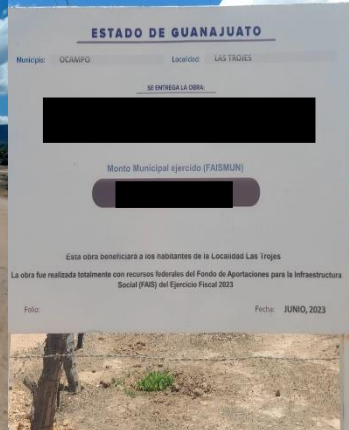 ESTADO DE GUANAJUATO
Municipio: OCAMPO Localidad: LAS TROJES
SE ENTREGA LA OBRA:
Monto Municipal ejercido (FAISMUN)
Esta obra beneficiará a los habitantes de la Localidad Las Trojes
La obra fue realizada totalmente con recursos federales del Fondo de Aportaciones para la Infraestructura
Social (FAIS) del Ejercicio Fiscal 2023
Folio: Fecha: JUNIO, 2023